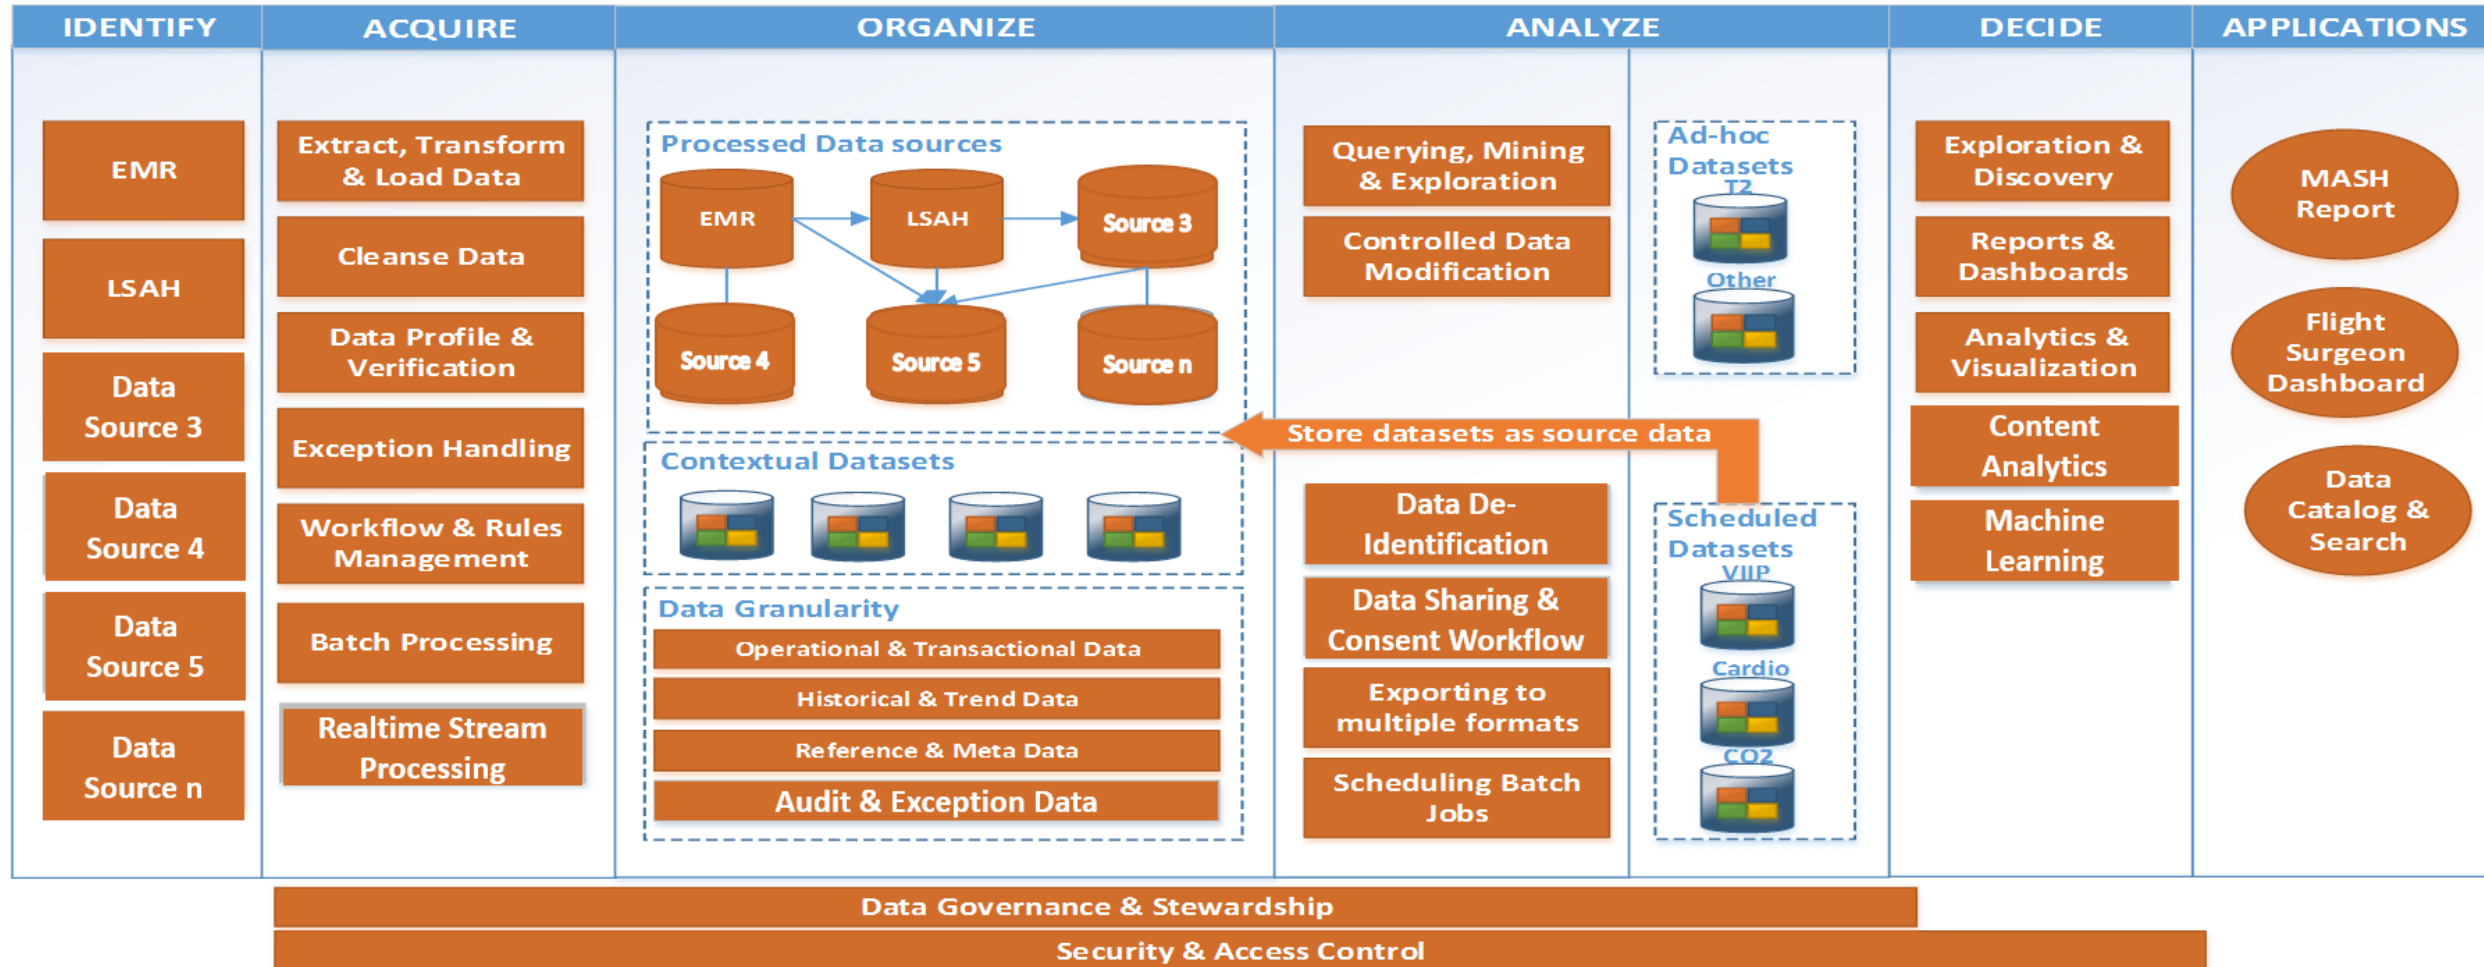 IDENTIFY
ACQUIRE
ORGANIZE
ANALYZE
DECIDE
APPLICATIONS
EMR
LSAH
Data
Source 3
Data
Source 4
Data
Source 5
Data
Source n
Extract, Transform
& Load Data
Cleanse Data
Data Profile &
Verification
Exception Handling
Workflow & Rules
Management
Batch Processing
Realtime Stream
Processing
Processed Data sources
EMR
LSAH
Source 3
Source 4
Source 5
Source n
Contextual Datasets
Data Granularity
Operational & Transactional Data
Historical & Trend Data
Reference & Meta Data
Audit & Exception Data
Querying, Mining
& Exploration
Controlled Data
Modification
Store datasets as source data
Data De-
Identification
Data Sharing &
Consent Workflow
Exporting to
multiple formats
Scheduling Batch
Jobs
Ad-hoc
Datasets
T2
Other
Scheduled
Datasets
VIIP
Cardio
CO2
Exploration &
Discovery
Reports &
Dashboards
Analytics &
Visualization
Content
Analytics
Machine
Learning
MASH
Report
Flight
Surgeon
Dashboard
Data
Catalog &
Search
Data Governance & Stewardship
Security & Access Control